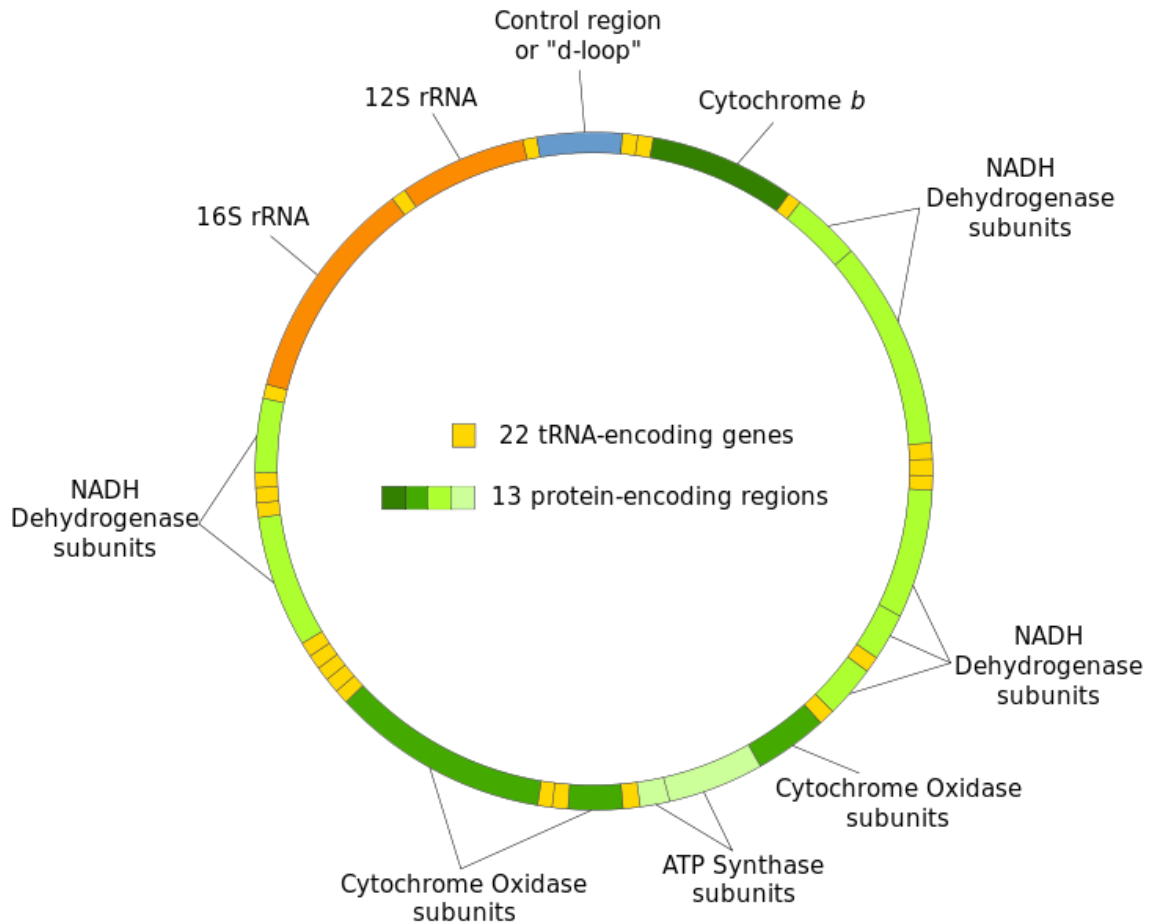 Control region
or "d-loop"
12S rRNA
Cytochrome b
NADH
Dehydrogenase
subunits
16S rRNA
22 tRNA-encoding genes
13 protein-encoding regions
NADH
Dehydrogenase
subunits
NADH
Dehydrogenase
subunits
Cytochrome Oxidase
subunits
ATP Synthase
subunits
Cytochrome Oxidase
subunits